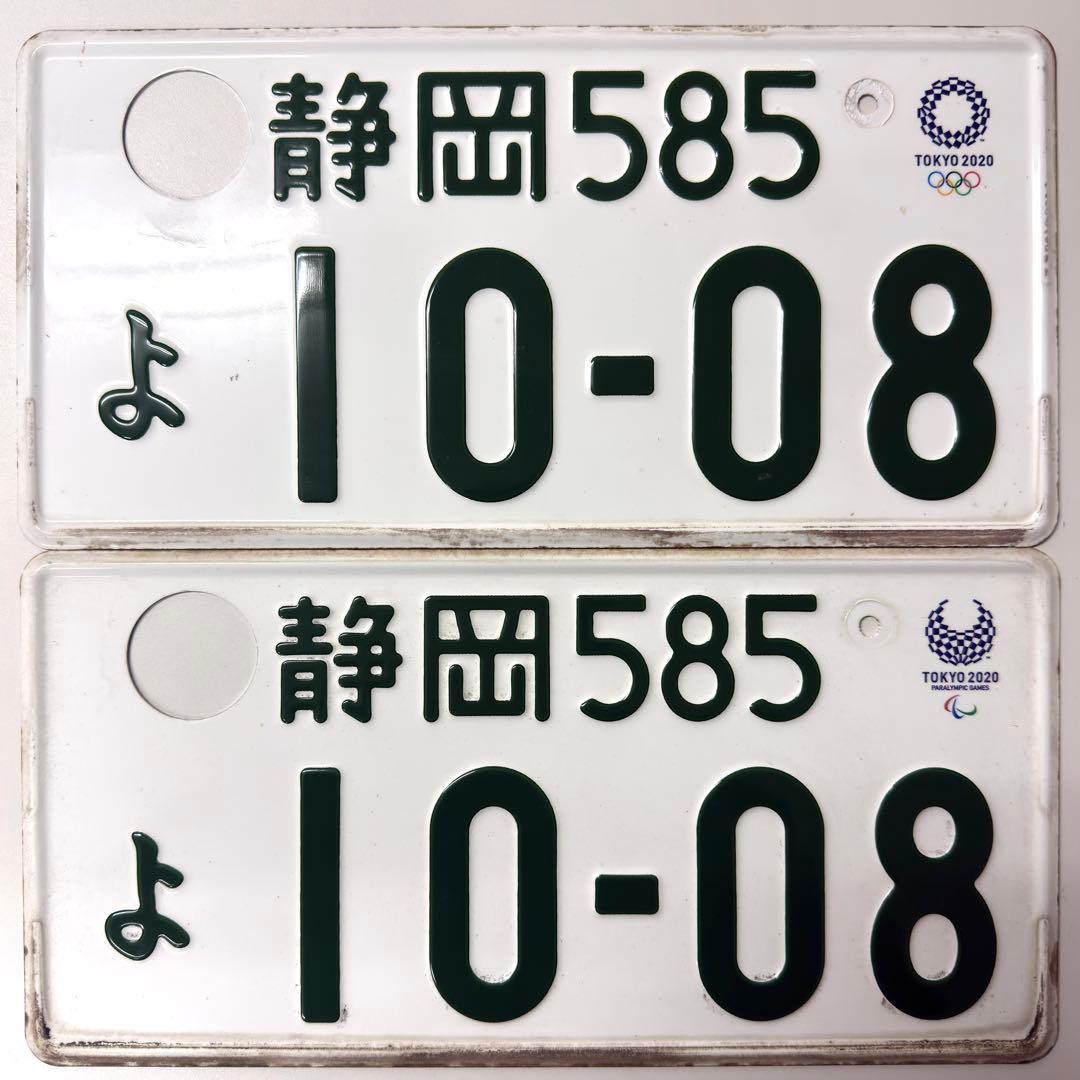 静岡585
TOKYO 2020
よ 10-08
静岡585
TOKYO 2020
PARALYMPIC GAMES
よ 10-08